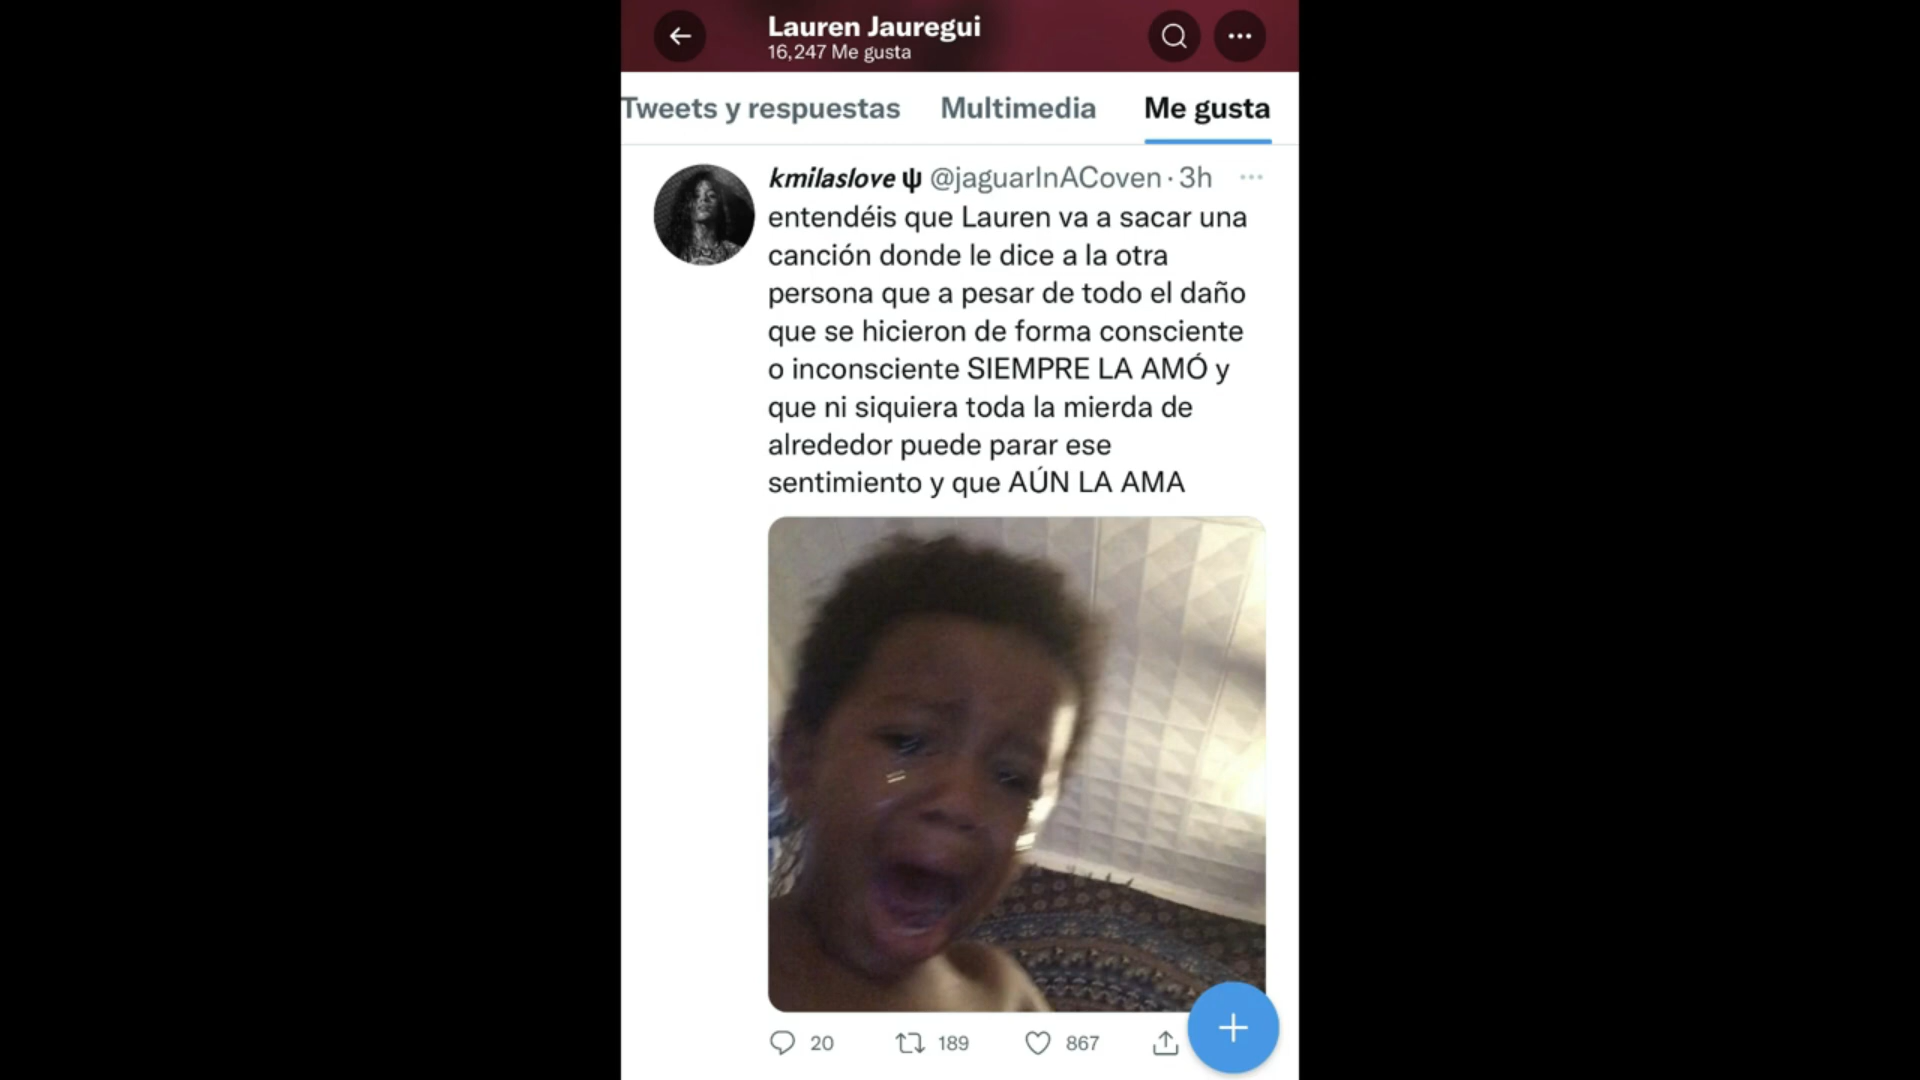 Lauren Jauregui
16,247 Me gusta
Tweets y respuestas
Multimedia
Me gusta
kmilaslove ψ @jaguarInACoven · 3h
entendéis que Lauren va a sacar una
canción donde le dice a la otra
persona que a pesar de todo el daño
que se hicieron de forma consciente
o inconsciente SIEMPRE LA AMÓ y
que ni siquiera toda la mierda de
alrededor puede parar ese
sentimiento y que AÚN LA AMA
20
189
867